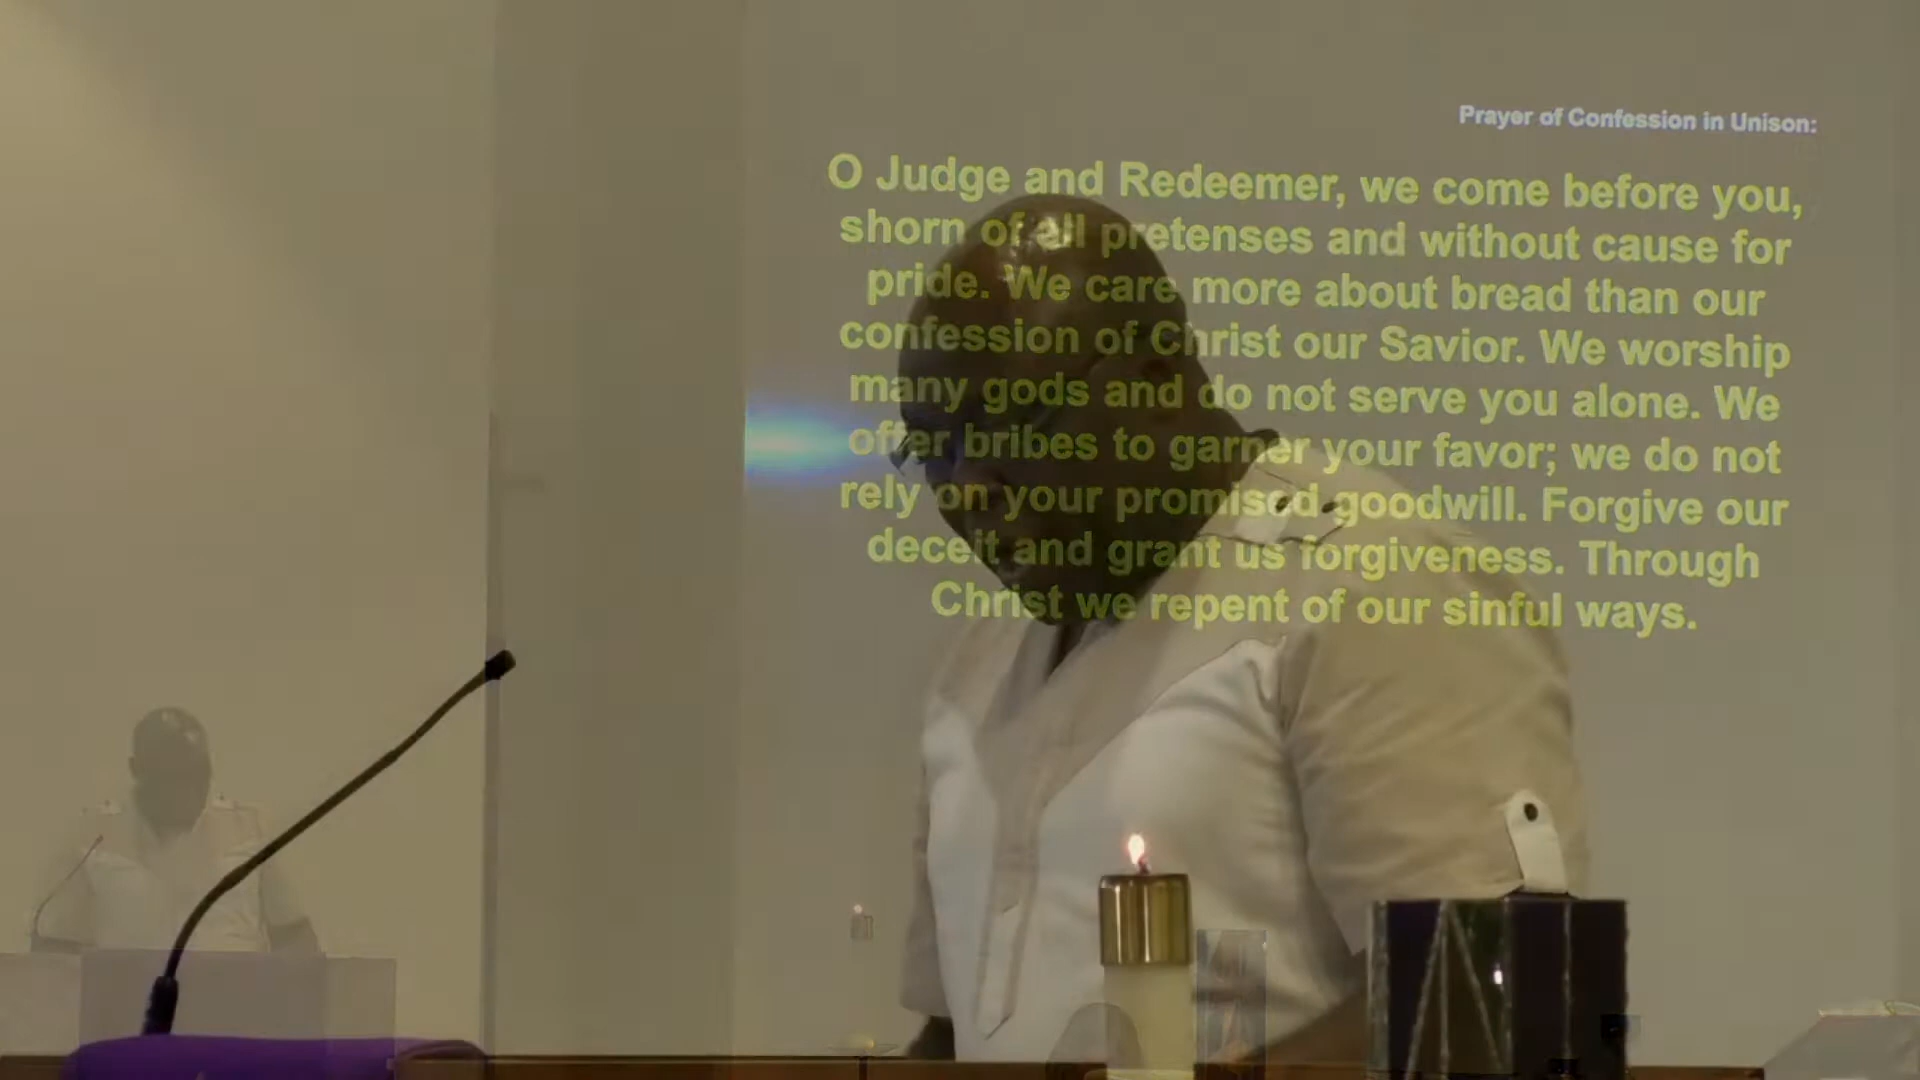 Prayer of Confession in Unison:
O Judge and Redeemer, we come before you,
shorn of all pretenses and without cause for
pride. We care more about bread than our
confession of Christ our Savior. We worship
many gods and do not serve you alone. We
offer bribes to garner your favor; we do not
rely on your promised goodwill. Forgive our
deceit and grant us forgiveness. Through
Christ we repent of our sinful ways.